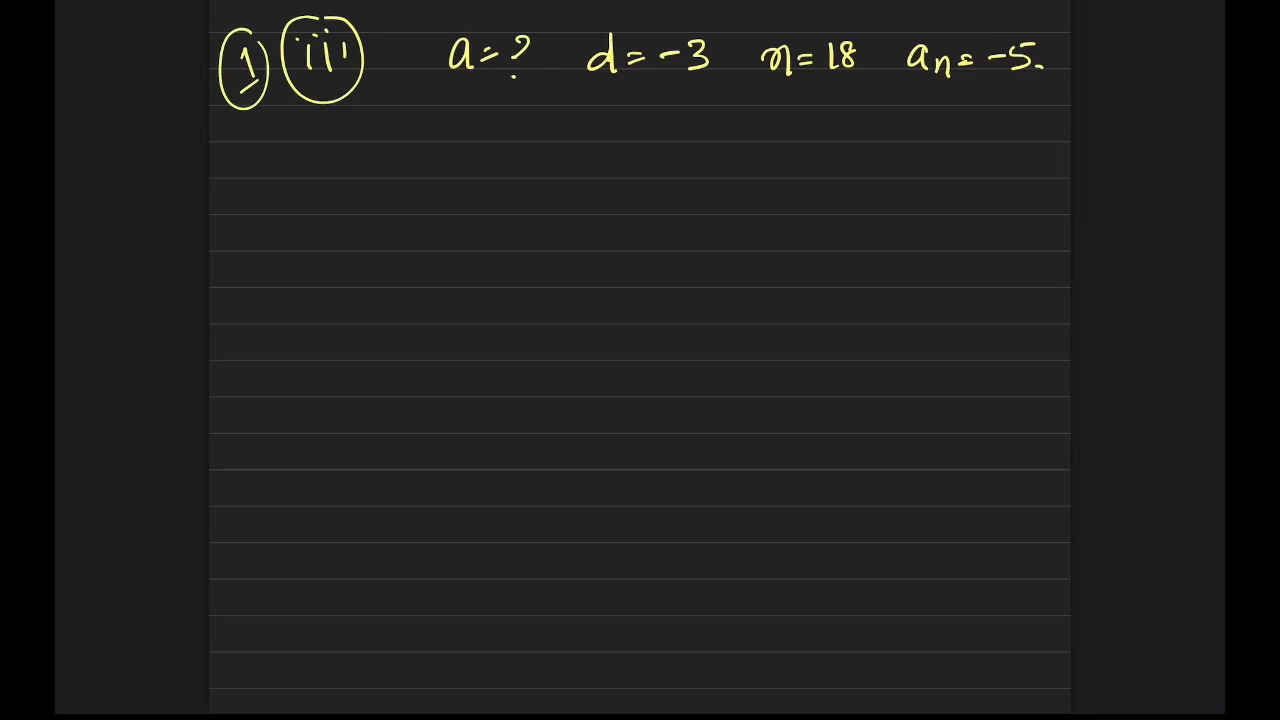 1 iii a = ? d = -3 n = 18 an = -5.